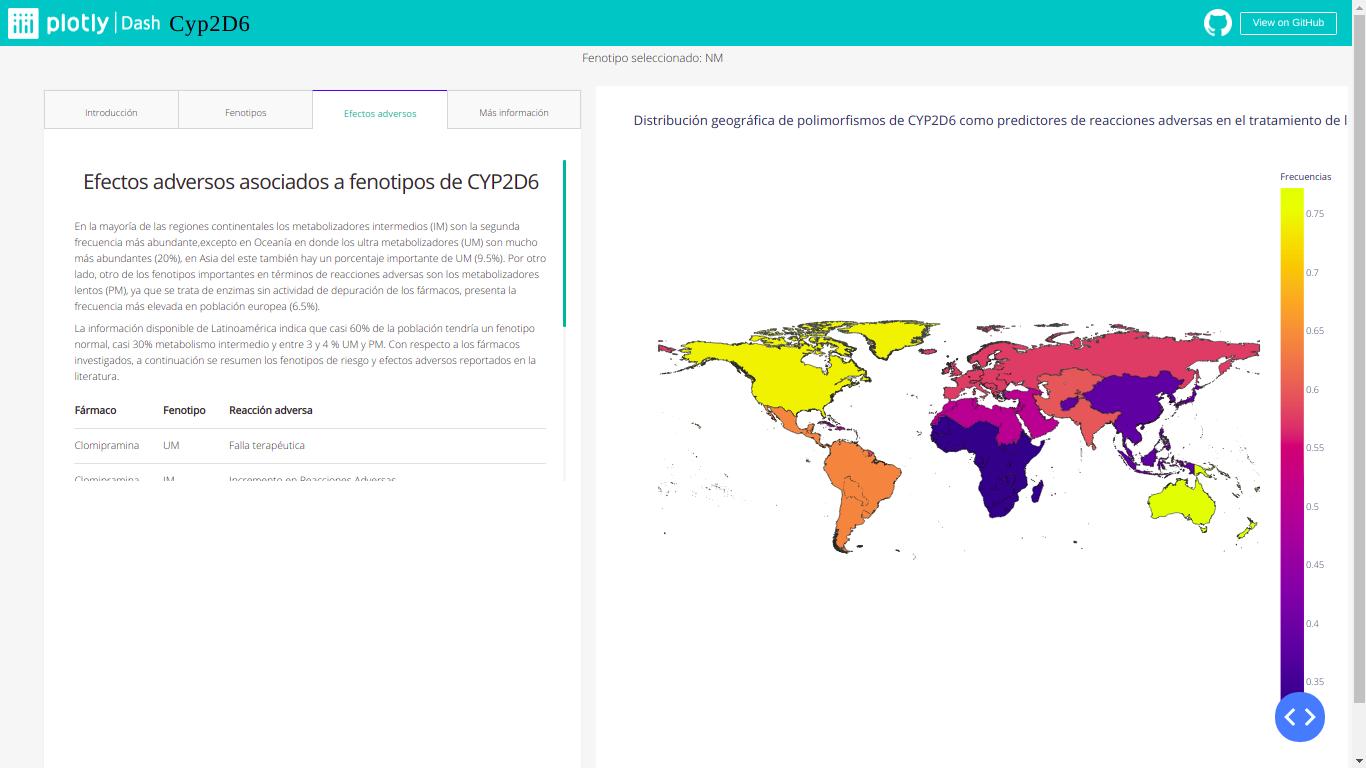 plotly | Dash Cyp2D6
View on GitHub
Fenotipo seleccionado: NM
Introducción
Fenotipos
Efectos adversos
Más información
Efectos adversos asociados a fenotipos de CYP2D6
En la mayoría de las regiones continentales los metabolizadores intermedios (IM) son la segunda
frecuencia más abundante,excepto en Oceanía en donde los ultra metabolizadores (UM) son mucho
más abundantes (20%), en Asia del este también hay un porcentaje importante de UM (9.5%). Por otro
lado, otro de los fenotipos importantes en términos de reacciones adversas son los metabolizadores
lentos (PM), ya que se trata de enzimas sin actividad de depuración de los fármacos, presenta la
frecuencia más elevada en población europea (6.5%).
La información disponible de Latinoamérica indica que casi 60% de la población tendría un fenotipo
normal, casi 30% metabolismo intermedio y entre 3 y 4 % UM y PM. Con respecto a los fármacos
investigados, a continuación se resumen los fenotipos de riesgo y efectos adversos reportados en la
literatura.
Fármaco Fenotipo Reacción adversa
Clomipramina UM Falla terapéutica
Clomipramina IM Incremento en Reacciones Adversas
Distribución geográfica de polimorfismos de CYP2D6 como predictores de reacciones adversas en el tratamiento de l
Frecuencias
0.75
0.7
0.65
0.6
0.55
0.5
0.45
0.4
0.35